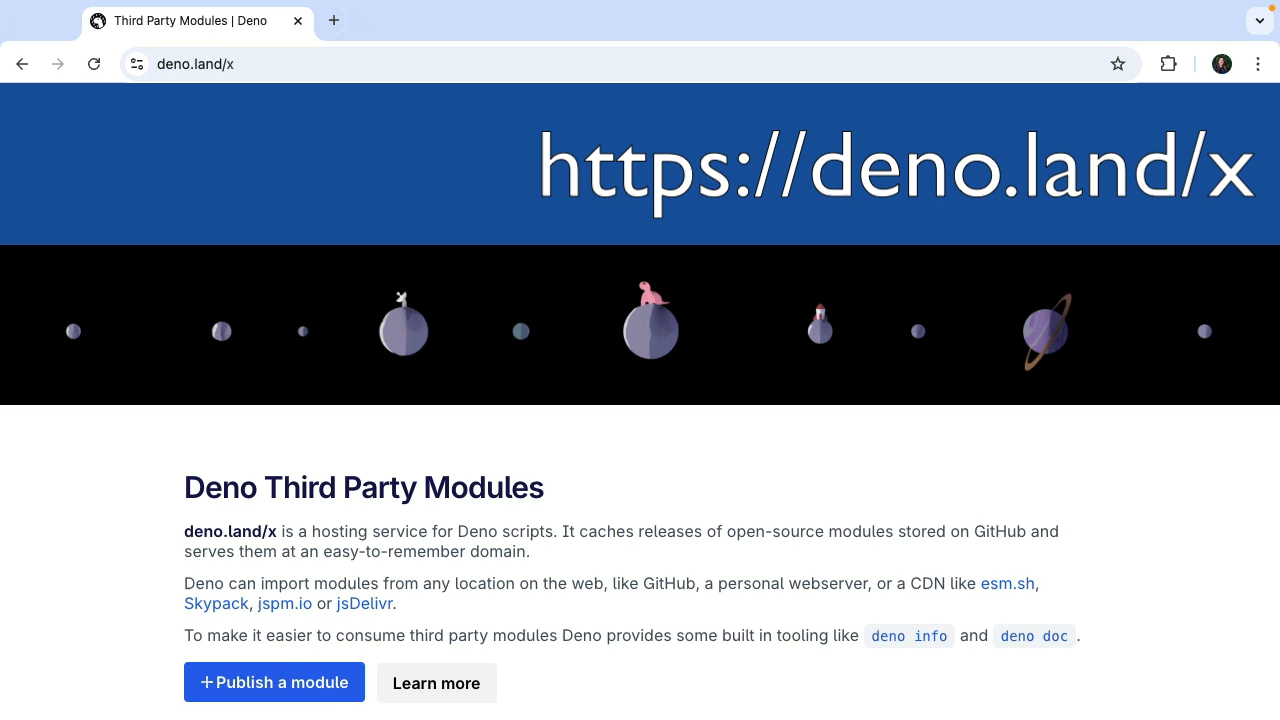 Third Party Modules | Deno
deno.land/x
https://deno.land/x
Deno Third Party Modules
deno.land/x is a hosting service for Deno scripts. It caches releases of open-source modules stored on GitHub and
serves them at an easy-to-remember domain.
Deno can import modules from any location on the web, like GitHub, a personal webserver, or a CDN like esm.sh,
Skypack, jspm.io or jsDelivr.
To make it easier to consume third party modules Deno provides some built in tooling like deno info and deno doc.
+Publish a module
Learn more